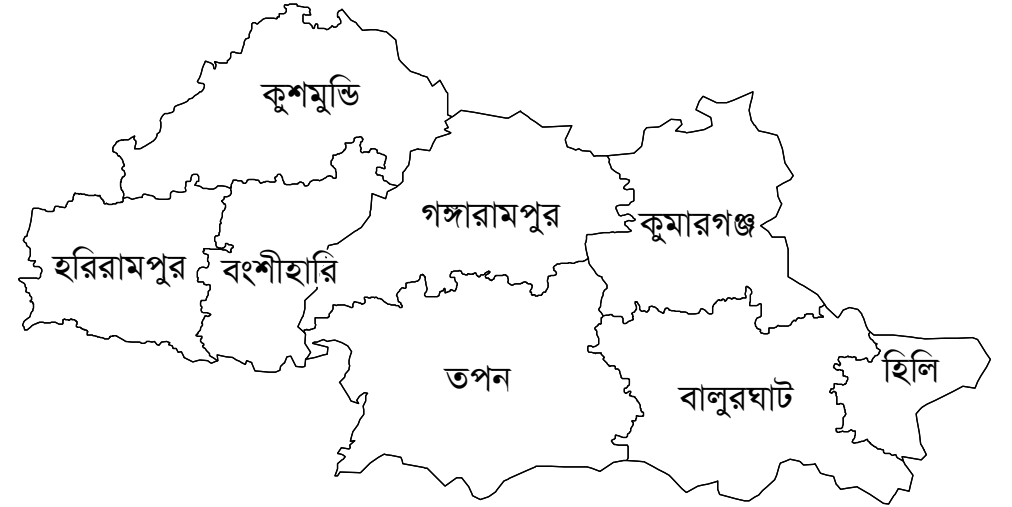 কুশমুন্ডি
গঙ্গারামপুর
কুমারগঞ্জ
হরিরামপুর
বংশীহারি
তপন
বালুরঘাট
হিলি